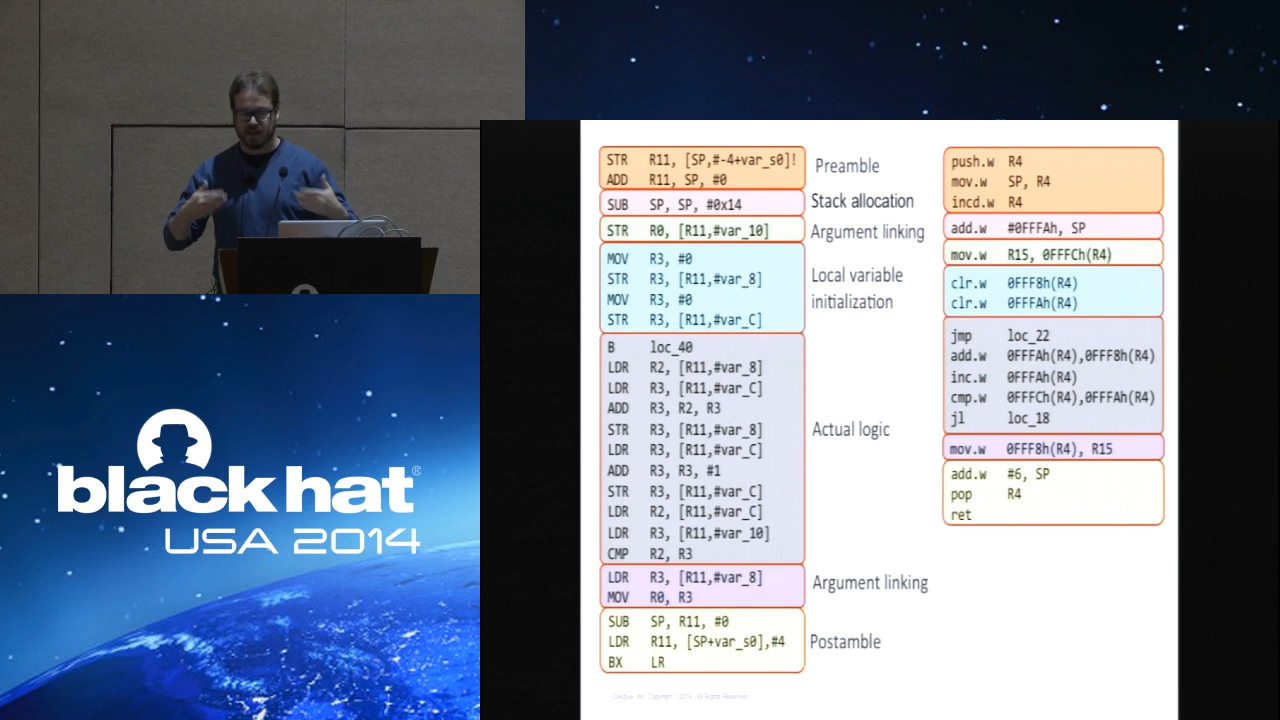 STR R11, [SP,#-4+var_s0]!
ADD R11, SP, #0
Preamble
SUB SP, SP, #0x14
Stack allocation
STR R0, [R11,#var_10]
Argument linking
MOV R3, #0
STR R3, [R11,#var_8]
MOV R3, #0
STR R3, [R11,#var_C]
Local variable
initialization
B loc_40
LDR R2, [R11,#var_8]
LDR R3, [R11,#var_C]
ADD R3, R2, R3
STR R3, [R11,#var_8]
LDR R3, [R11,#var_C]
ADD R3, R3, #1
STR R3, [R11,#var_C]
LDR R2, [R11,#var_C]
LDR R3, [R11,#var_10]
CMP R2, R3
Actual logic
LDR R3, [R11,#var_8]
MOV R0, R3
Argument linking
SUB SP, R11, #0
LDR R11, [SP+var_s0],#4
BX LR
Postamble
push.w R4
mov.w SP, R4
incd.w R4
add.w #0FFFAh, SP
mov.w R15, 0FFFCh(R4)
clr.w 0FFF8h(R4)
clr.w 0FFFAh(R4)
jmp loc_22
add.w 0FFFAh(R4),0FFF8h(R4)
inc.w 0FFFAh(R4)
cmp.w 0FFFCh(R4),0FFFAh(R4)
jl loc_18
mov.w 0FFF8h(R4), R15
add.w #6, SP
pop R4
ret
All Rights Reserved.
black hat®
USA 2014